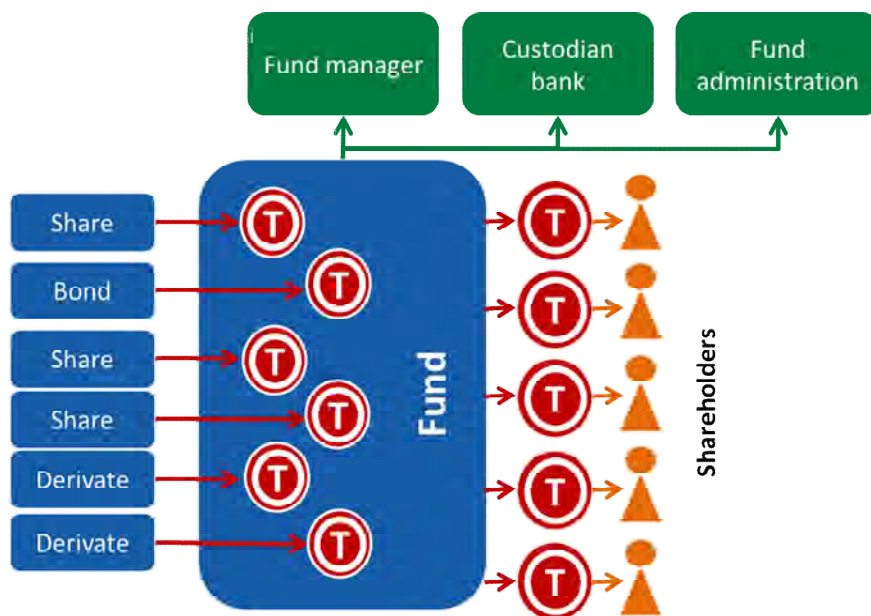 Fund manager
Custodian
bank
Fund
administration
Share
Bond
Share
Share
Derivate
Derivate
T
T
T
T
T
T
Fund
T
T
T
T
T
Shareholders